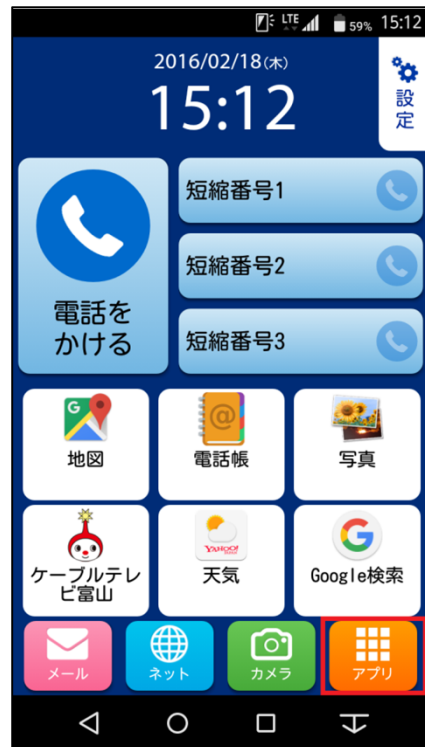 LTE 59% 15:12
2016/02/18(木)
15:12
設定
電話を
かける
短縮番号1
短縮番号2
短縮番号3
G
地図
@
電話帳
写真
ケーブルテレ
ビ富山
YAHOO!
天気
G
Google検索
メール
ネット
カメラ
アプリ